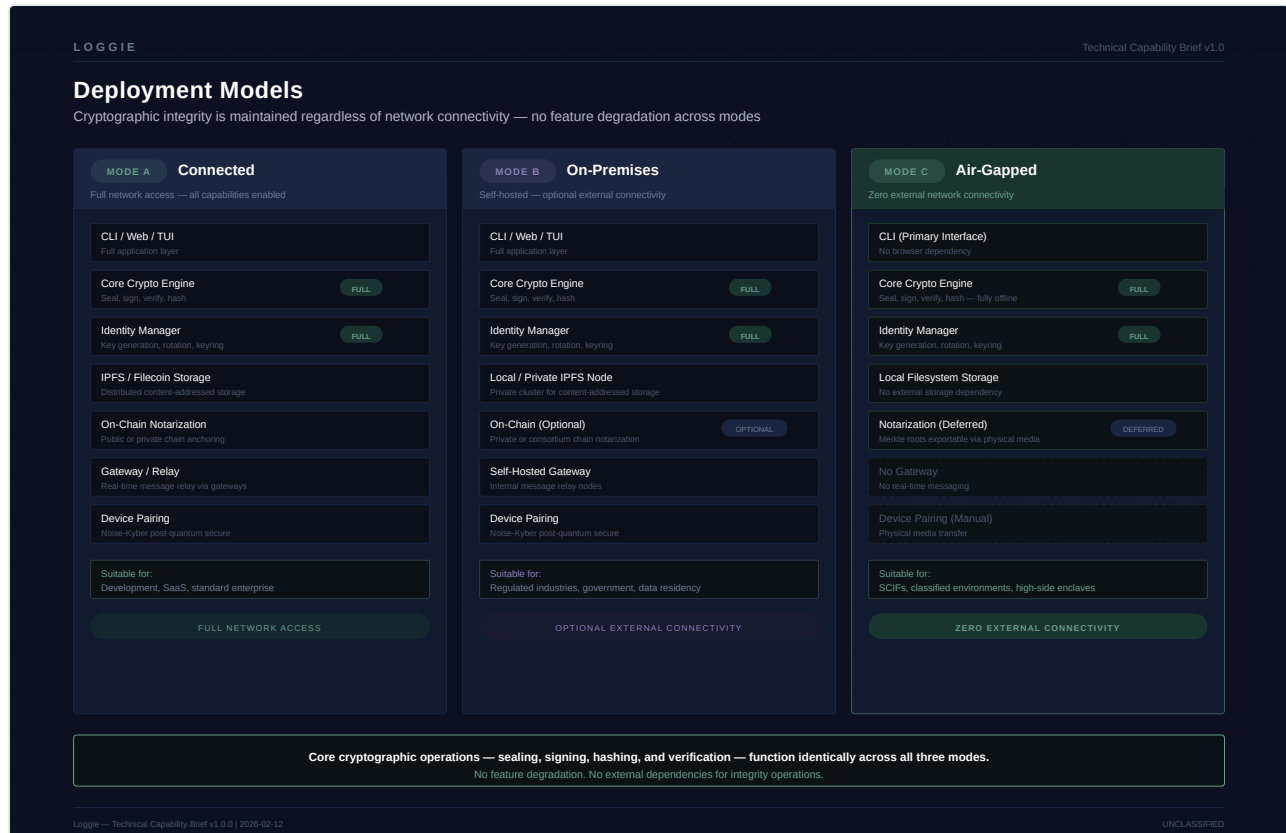 LOGGIE
Technical Capability Brief v1.0
Deployment Models
Cryptographic integrity is maintained regardless of network connectivity — no feature degradation across modes
MODE A
Connected
Full network access — all capabilities enabled
CLI / Web / TUI
Full application layer
Core Crypto Engine
Seal, sign, verify, hash
FULL
Identity Manager
Key generation, rotation, keyring
FULL
IPFS / Filecoin Storage
Distributed content-addressed storage
On-Chain Notarization
Public or private chain anchoring
Gateway / Relay
Real-time message relay via gateways
Device Pairing
Noise-Kyber post-quantum secure
Suitable for:
Development, SaaS, standard enterprise
FULL NETWORK ACCESS
MODE B
On-Premises
Self-hosted — optional external connectivity
CLI / Web / TUI
Full application layer
Core Crypto Engine
Seal, sign, verify, hash
FULL
Identity Manager
Key generation, rotation, keyring
FULL
Local / Private IPFS Node
Private cluster for content-addressed storage
On-Chain (Optional)
Private or consortium chain notarization
OPTIONAL
Self-Hosted Gateway
Internal message relay nodes
Device Pairing
Noise-Kyber post-quantum secure
Suitable for:
Regulated industries, government, data residency
OPTIONAL EXTERNAL CONNECTIVITY
MODE C
Air-Gapped
Zero external network connectivity
CLI (Primary Interface)
No browser dependency
Core Crypto Engine
Seal, sign, verify, hash — fully offline
FULL
Identity Manager
Key generation, rotation, keyring
FULL
Local Filesystem Storage
No external storage dependency
Notarization (Deferred)
Merkle roots exportable via physical media
DEFERRED
No Gateway
No real-time messaging
Device Pairing (Manual)
Physical media transfer
Suitable for:
SCIFs, classified environments, high-side enclaves
ZERO EXTERNAL CONNECTIVITY
Core cryptographic operations — sealing, signing, hashing, and verification — function identically across all three modes.
No feature degradation. No external dependencies for integrity operations.
Loggie — Technical Capability Brief v1.0.0 | 2026-02-12
UNCLASSIFIED